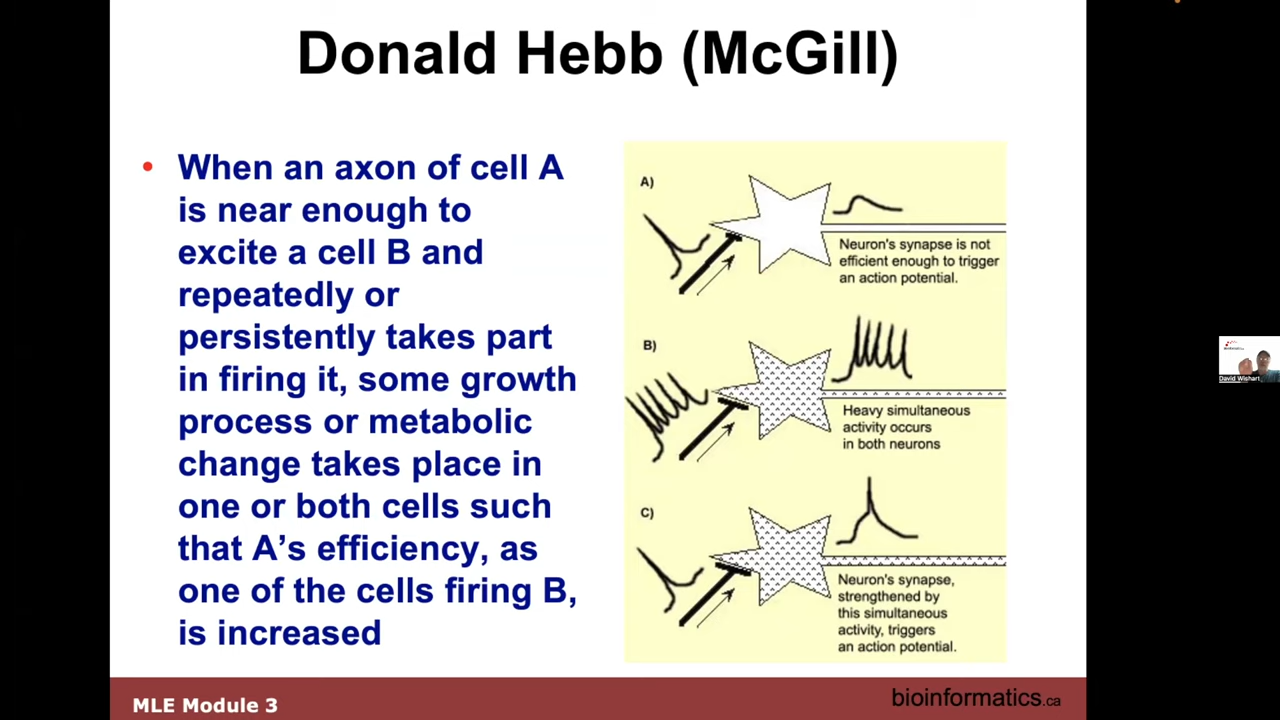 Donald Hebb (McGill)
• When an axon of cell A
is near enough to
excite a cell B and
repeatedly or
persistently takes part
in firing it, some growth
process or metabolic
change takes place in
one or both cells such
that A's efficiency, as
one of the cells firing B,
is increased
A)
Neuron's synapse is not
efficient enough to trigger
an action potential.
B)
Heavy simultaneous
activity occurs
in both neurons
C)
Neuron's synapse,
strengthened by
this simultaneous
activity, triggers
an action potential.
MLE Module 3
bioinformatics.ca
David Wishart